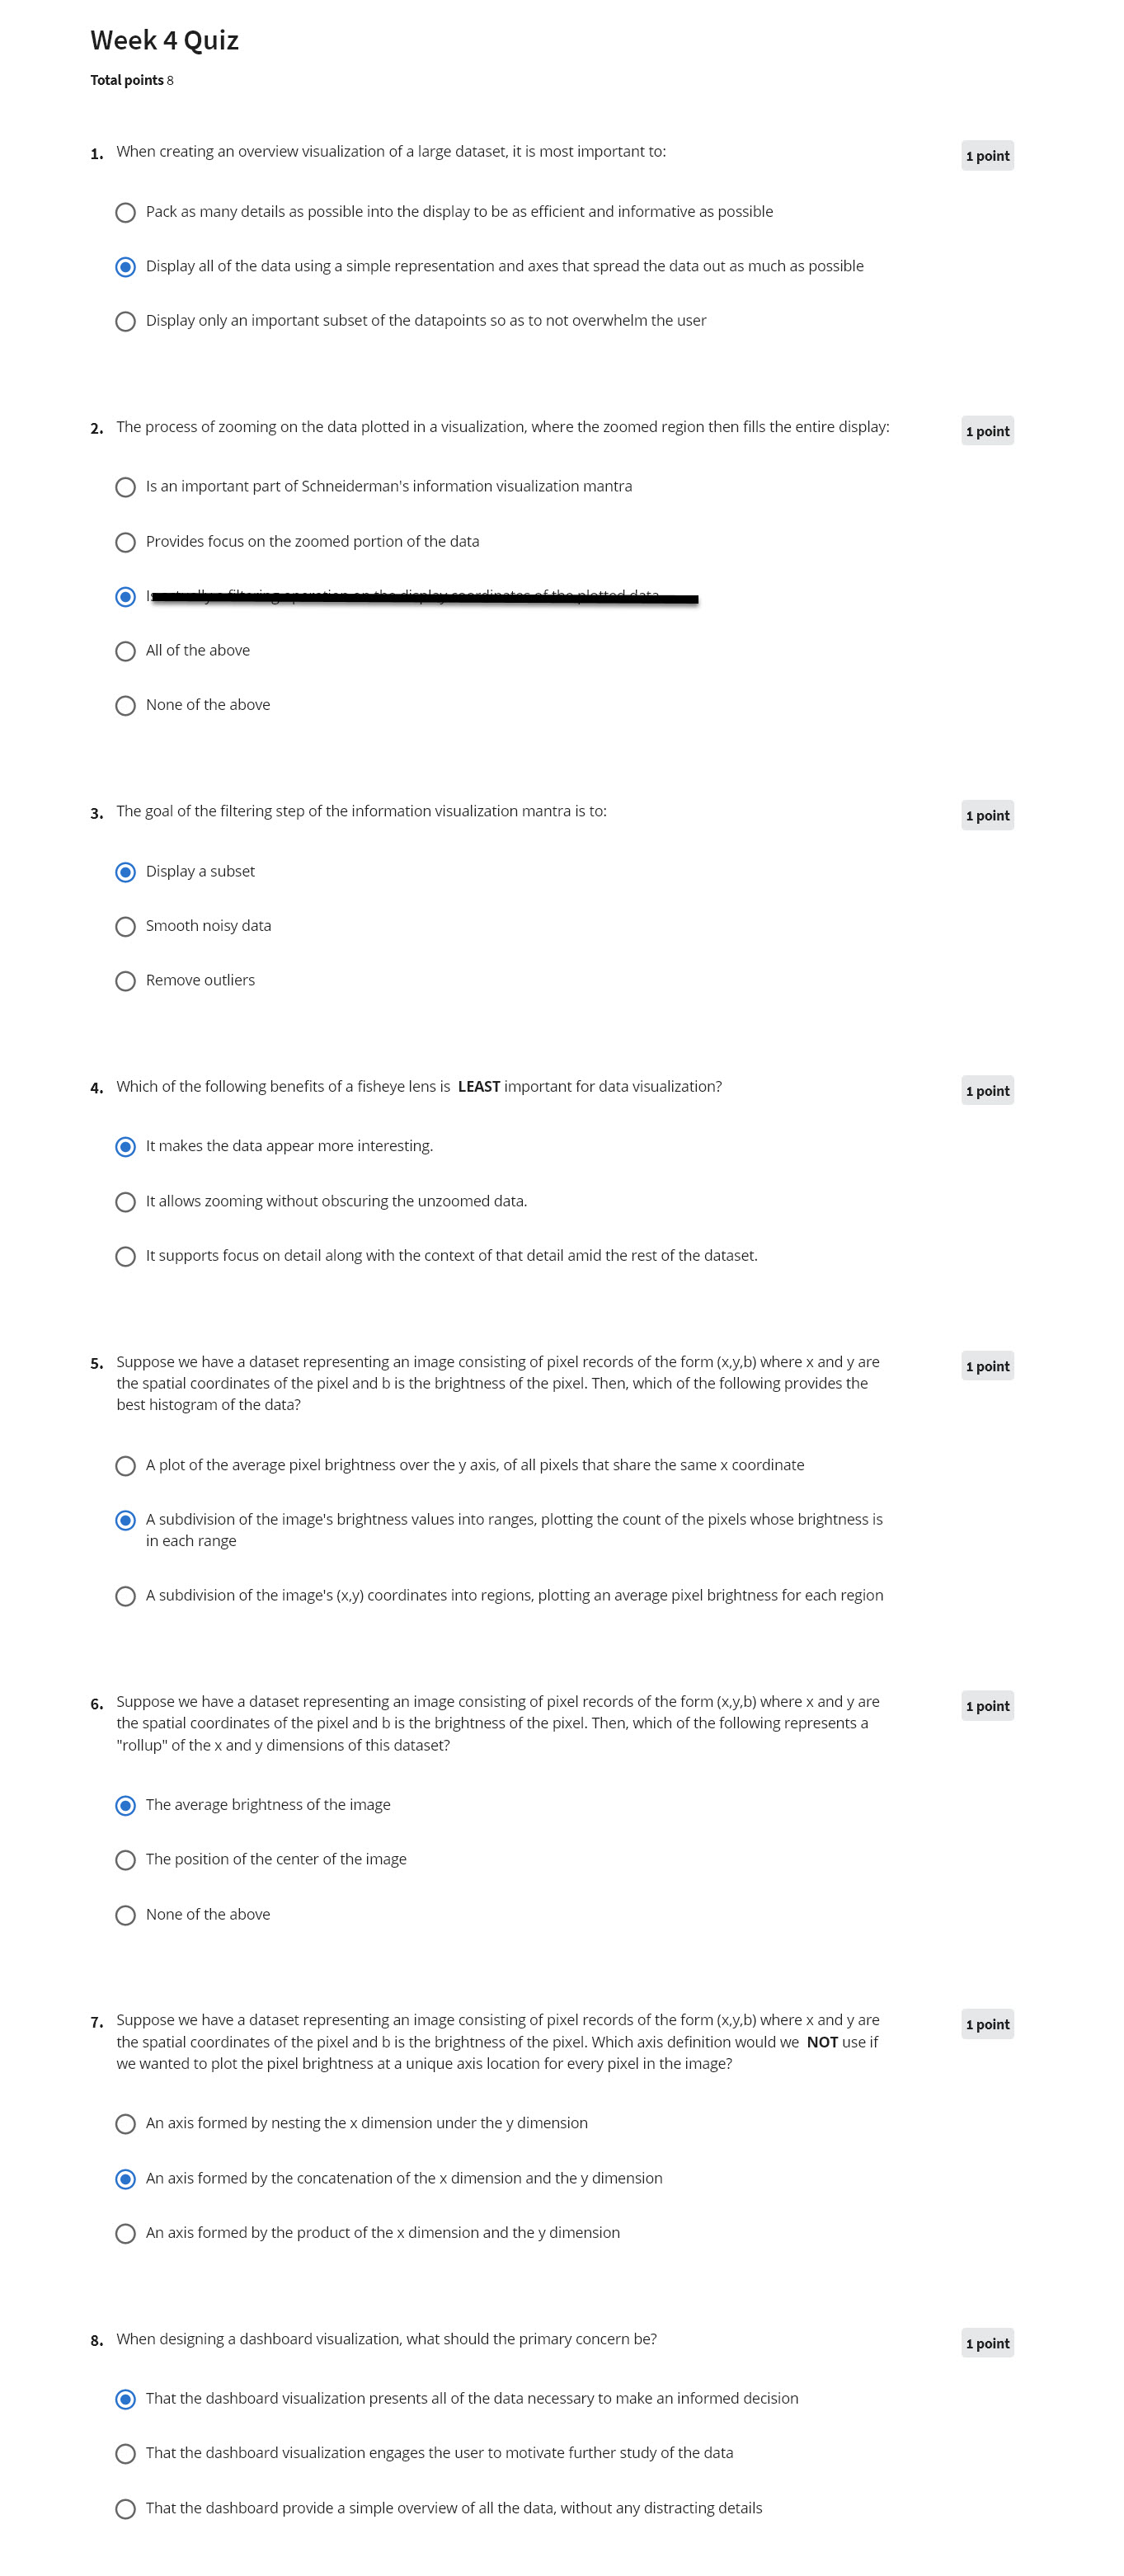 Week 4 Quiz
Total points 8
1. When creating an overview visualization of a large dataset, it is most important to:
1 point
Pack as many details as possible into the display to be as efficient and informative as possible
Display all of the data using a simple representation and axes that spread the data out as much as possible
Display only an important subset of the datapoints so as to not overwhelm the user
2. The process of zooming on the data plotted in a visualization, where the zoomed region then fills the entire display:
1 point
Is an important part of Schneiderman's information visualization mantra
Provides focus on the zoomed portion of the data
Is actually a filtering operation on the display coordinates of the plotted data
All of the above
None of the above
3. The goal of the filtering step of the information visualization mantra is to:
1 point
Display a subset
Smooth noisy data
Remove outliers
4. Which of the following benefits of a fisheye lens is LEAST important for data visualization?
1 point
It makes the data appear more interesting.
It allows zooming without obscuring the unzoomed data.
It supports focus on detail along with the context of that detail amid the rest of the dataset.
5. Suppose we have a dataset representing an image consisting of pixel records of the form (x,y,b) where x and y are
the spatial coordinates of the pixel and b is the brightness of the pixel. Then, which of the following provides the
best histogram of the data?
1 point
A plot of the average pixel brightness over the y axis, of all pixels that share the same x coordinate
A subdivision of the image's brightness values into ranges, plotting the count of the pixels whose brightness is
in each range
A subdivision of the image's (x,y) coordinates into regions, plotting an average pixel brightness for each region
6. Suppose we have a dataset representing an image consisting of pixel records of the form (x,y,b) where x and y are
the spatial coordinates of the pixel and b is the brightness of the pixel. Then, which of the following represents a
"rollup" of the x and y dimensions of this dataset?
1 point
The average brightness of the image
The position of the center of the image
None of the above
7. Suppose we have a dataset representing an image consisting of pixel records of the form (x,y,b) where x and y are
the spatial coordinates of the pixel and b is the brightness of the pixel. Which axis definition would we NOT use if
we wanted to plot the pixel brightness at a unique axis location for every pixel in the image?
1 point
An axis formed by nesting the x dimension under the y dimension
An axis formed by the concatenation of the x dimension and the y dimension
An axis formed by the product of the x dimension and the y dimension
8. When designing a dashboard visualization, what should the primary concern be?
1 point
That the dashboard visualization presents all of the data necessary to make an informed decision
That the dashboard visualization engages the user to motivate further study of the data
That the dashboard provide a simple overview of all the data, without any distracting details